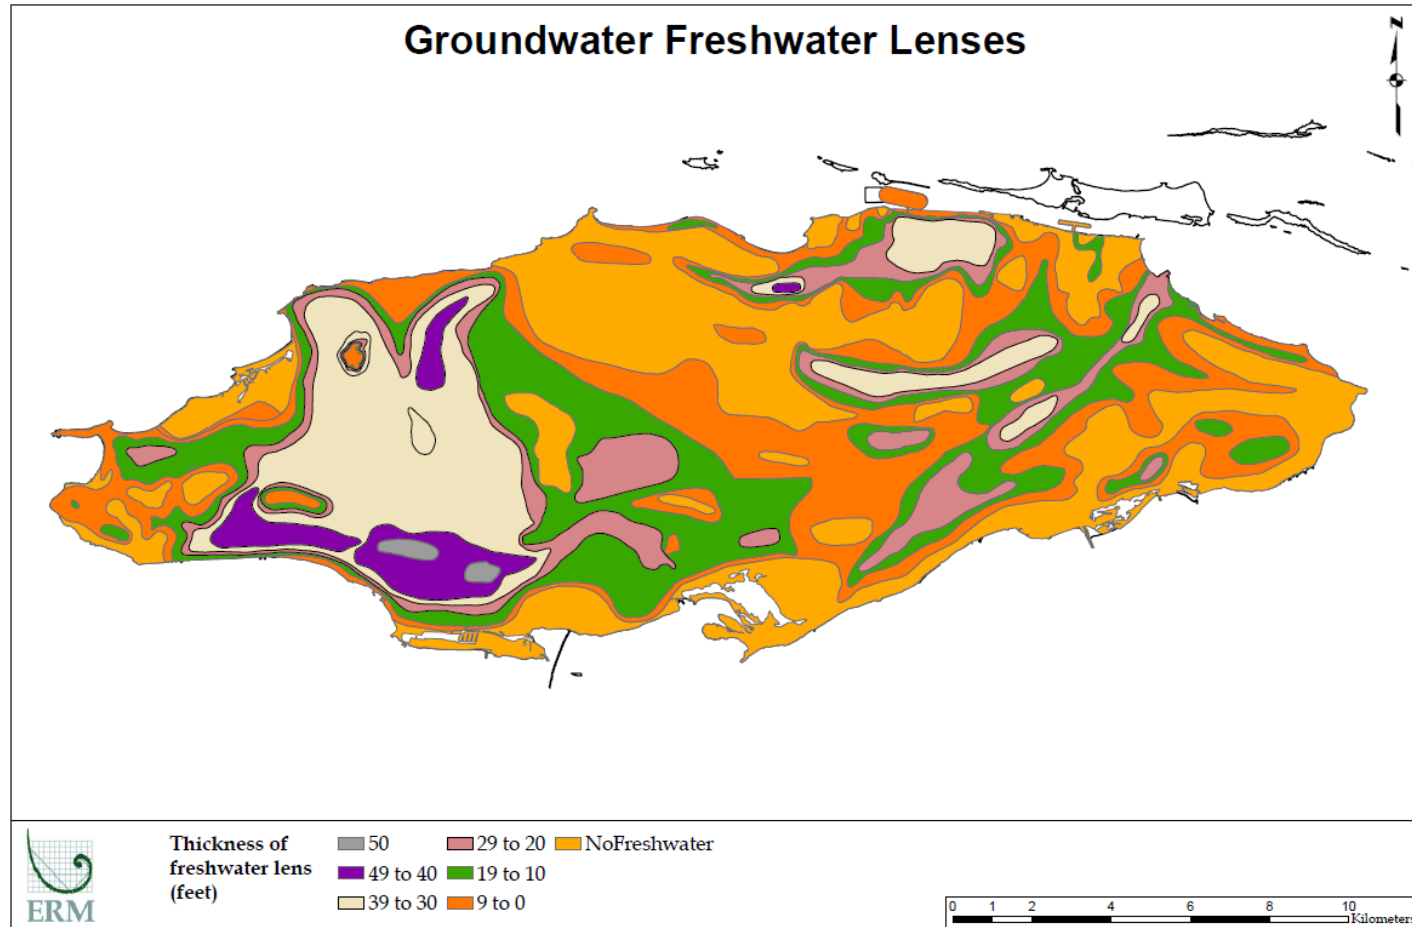 Groundwater Freshwater Lenses
N
ERM
Thickness of
freshwater lens
(feet)
50
49 to 40
39 to 30
29 to 20
19 to 10
9 to 0
NoFreshwater
0 1 2 4 6 8 10
Kilometers